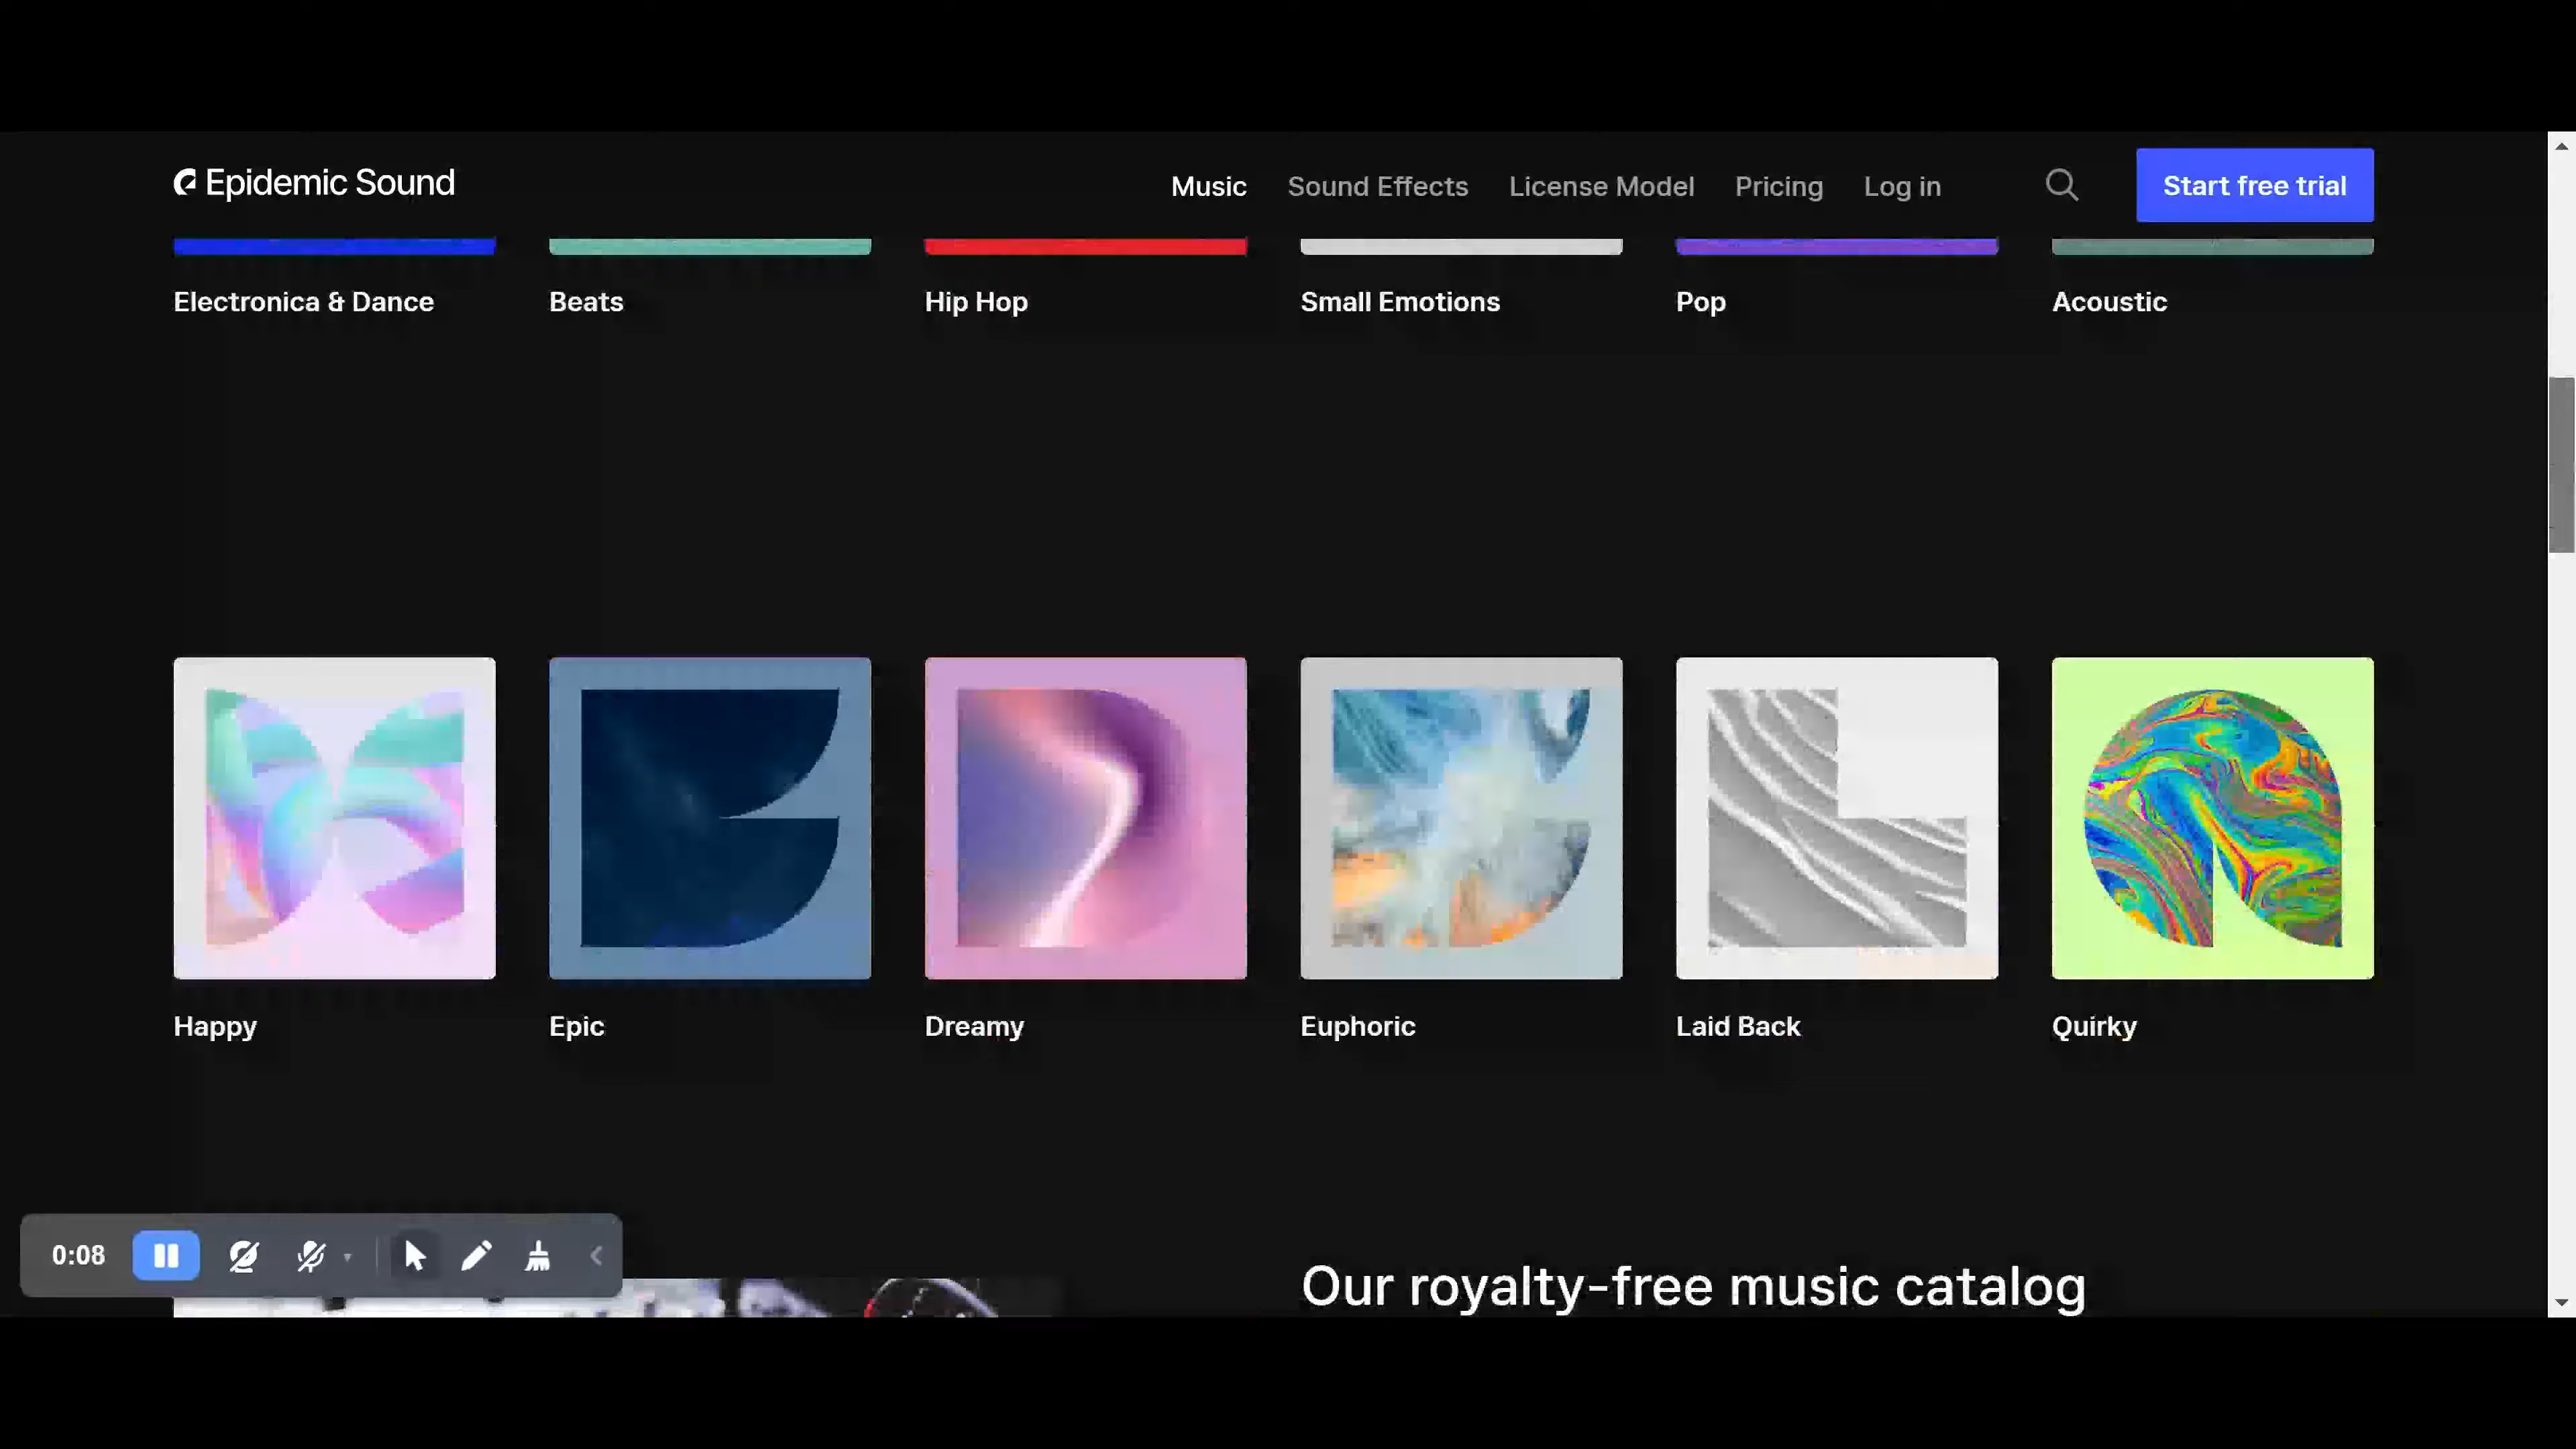 Epidemic Sound
Music Sound Effects License Model Pricing Log in Start free trial
Electronica & Dance Beats Hip Hop Small Emotions Pop Acoustic
Happy Epic Dreamy Euphoric Laid Back Quirky
0:08
Our royalty-free music catalog